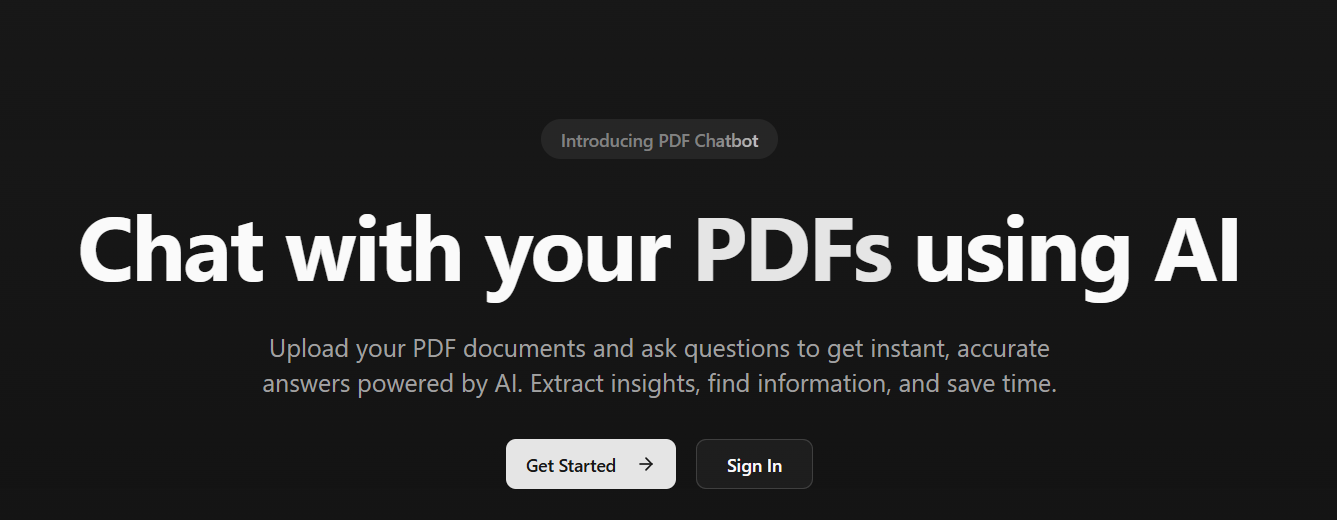 Introducing PDF Chatbot
Chat with your PDFs using AI
Upload your PDF documents and ask questions to get instant, accurate
answers powered by AI. Extract insights, find information, and save time.
Get Started
Sign In